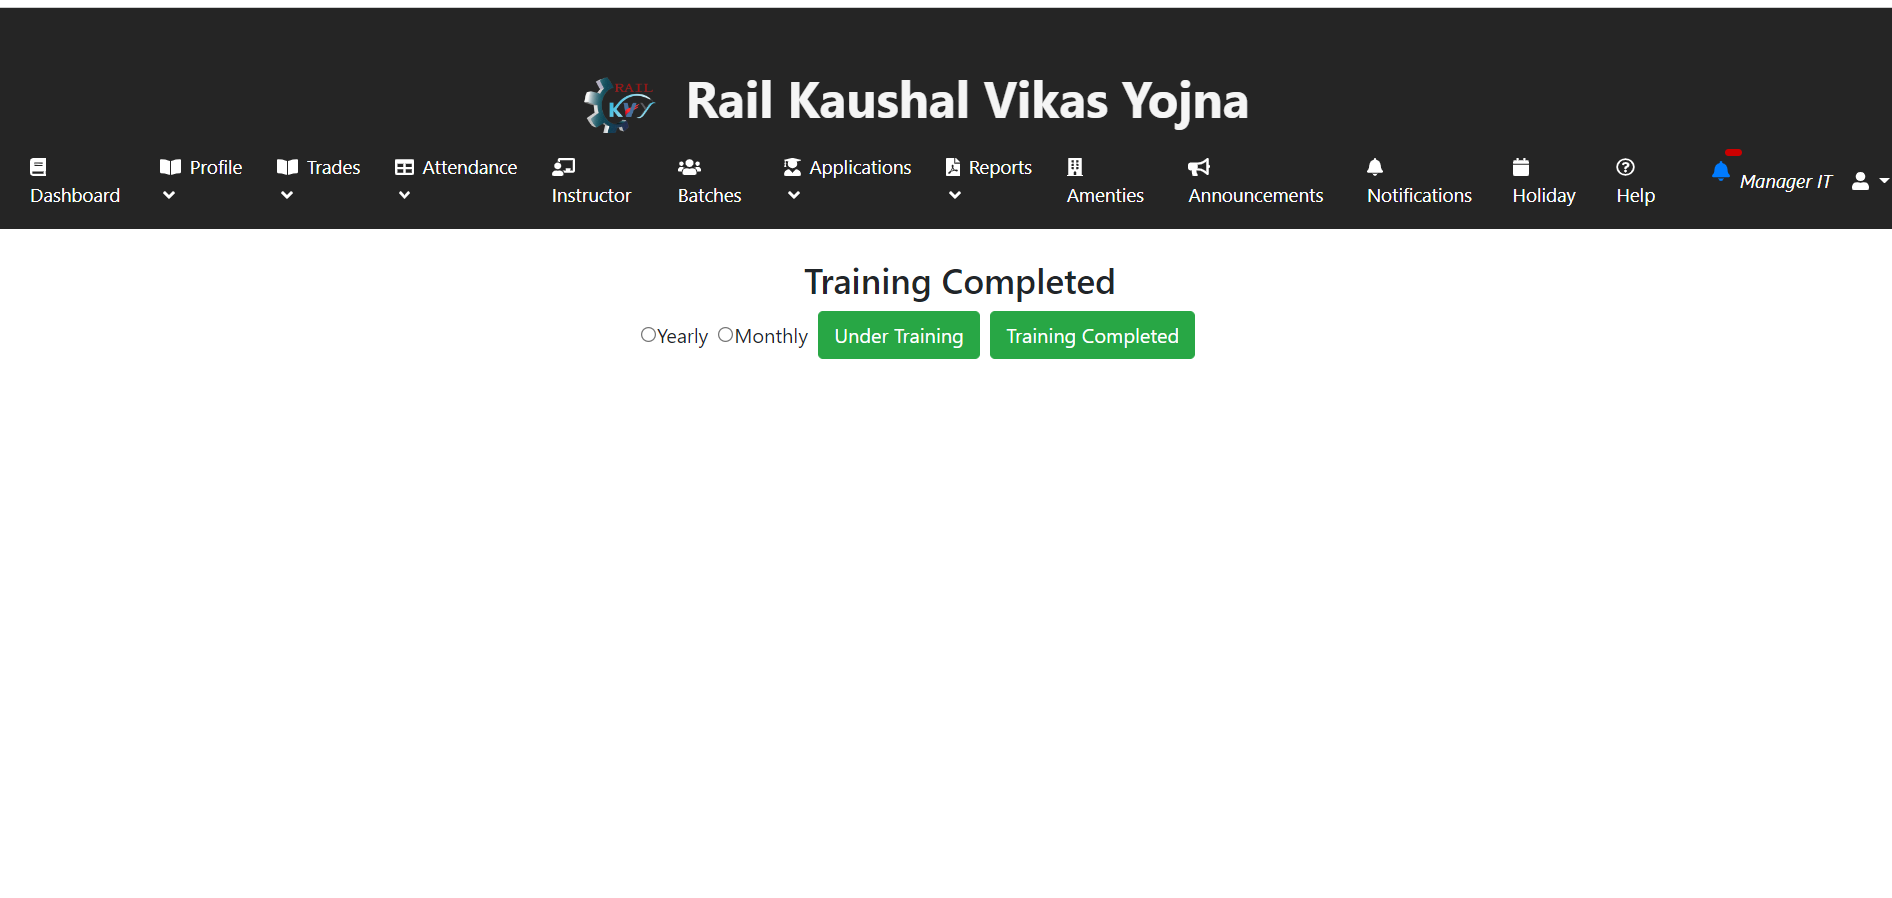 RAIL
KVY
Rail Kaushal Vikas Yojna
Dashboard
Profile
Trades
Attendance
Instructor
Batches
Applications
Reports
Amenties
Announcements
Notifications
Holiday
Help
Manager IT
Training Completed
Yearly Monthly Under Training Training Completed